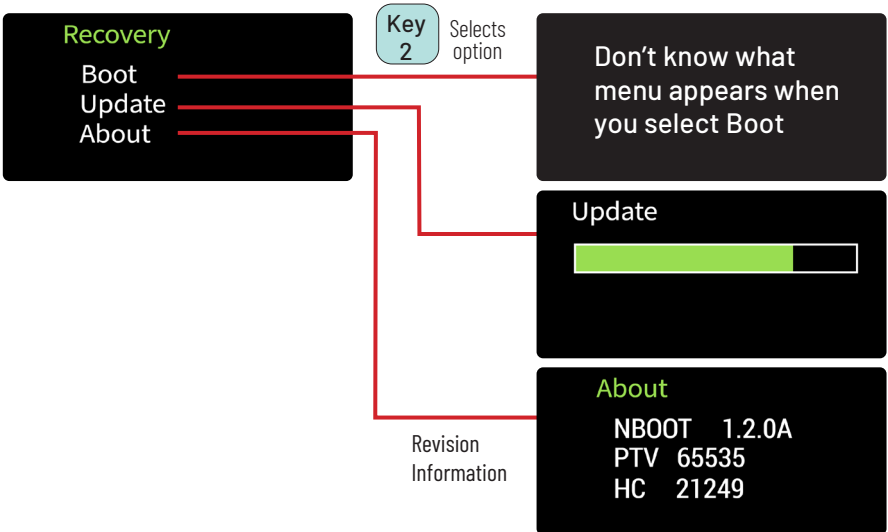 Recovery
Boot
Update
About
Key
2
Selects
option
Don’t know what
menu appears when
you select Boot
Update
Revision
Information
About
NBOOT 1.2.0A
PTV 65535
HC 21249